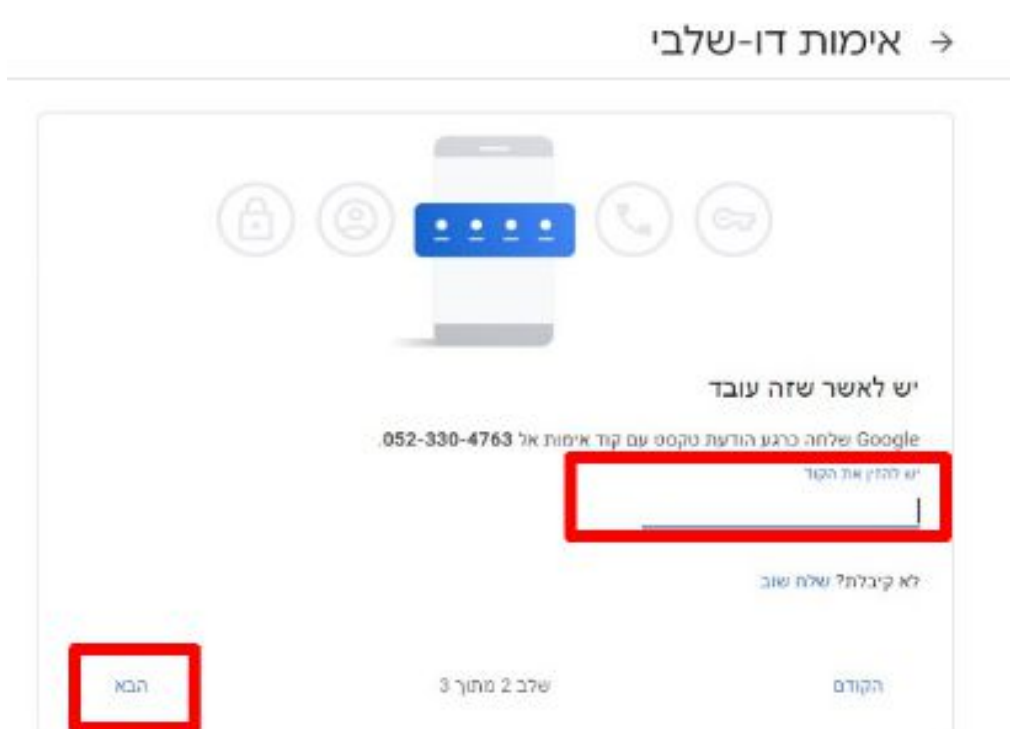 אימות דו-שלבי
יש לאשר שזה עובד
Google שלחה כרגע הודעת טקסט עם קוד אימות אל 052-330-4763.
יש להזין את הקוד
לא קיבלת? שלח שוב
הקודם
שלב 2 מתוך 3
הבא